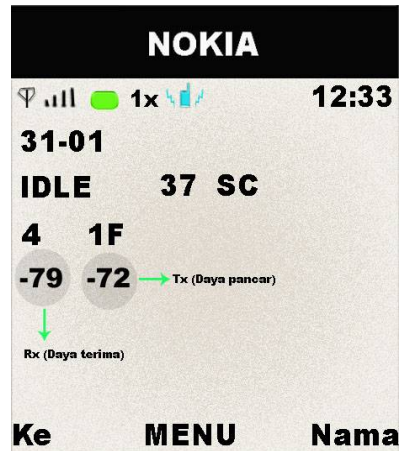 NOKIA
1x 12:33
31-01
IDLE 37 SC
4 1F
-79 -72 Tx (Daya pancar)
Rx (Daya terima)
Ke MENU Nama